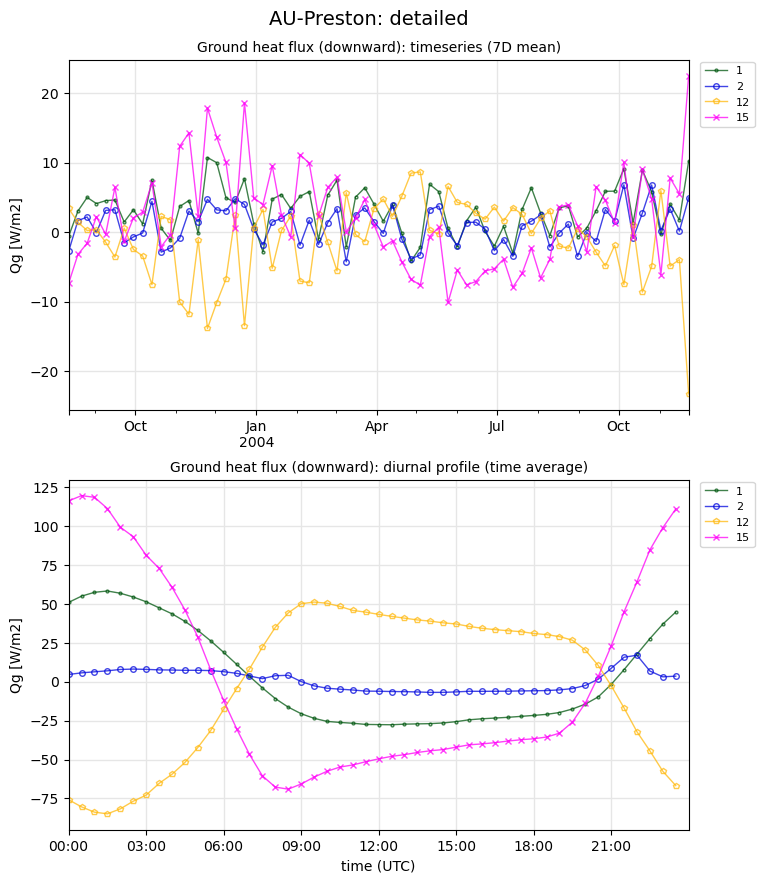 AU-Preston: detailed
Ground heat flux (downward): timeseries (7D mean)
Qg [W/m2]
20
10
0
−10
−20
Oct
Jan
2004
Apr
Jul
Oct
1
2
12
15
Ground heat flux (downward): diurnal profile (time average)
Qg [W/m2]
125
100
75
50
25
0
−25
−50
−75
00:00
03:00
06:00
09:00
12:00
15:00
18:00
21:00
time (UTC)
1
2
12
15